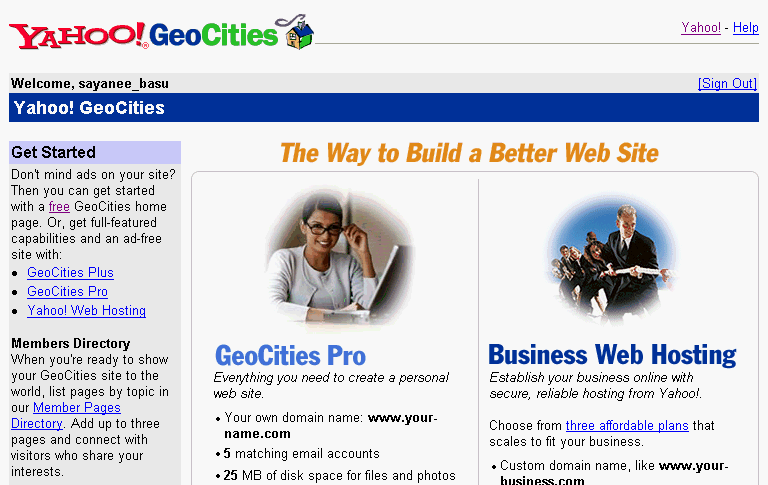 YAHOO! GeoCities
Yahoo! - Help
Welcome, sayanee_basu
[Sign Out]
Yahoo! GeoCities
Get Started
Don't mind ads on your site?
Then you can get started
with a free GeoCities home
page. Or, get full-featured
capabilities and an ad-free
site with:
• GeoCities Plus
• GeoCities Pro
• Yahoo! Web Hosting
Members Directory
When you're ready to show
your GeoCities site to the
world, list pages by topic in
our Member Pages
Directory. Add up to three
pages and connect with
visitors who share your
interests.
The Way to Build a Better Web Site
GeoCities Pro
Everything you need to create a personal
web site.
• Your own domain name: www.your-
name.com
• 5 matching email accounts
• 25 MB of disk space for files and photos
Business Web Hosting
Establish your business online with
secure, reliable hosting from Yahoo!.
Choose from three affordable plans that
scales to fit your business.
• Custom domain name, like www.your-
business.com